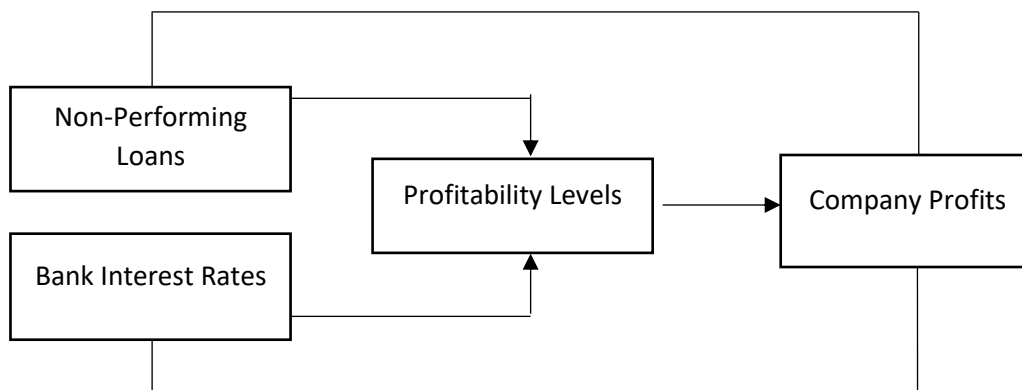 Non-Performing
Loans
Profitability Levels
Company Profits
Bank Interest Rates